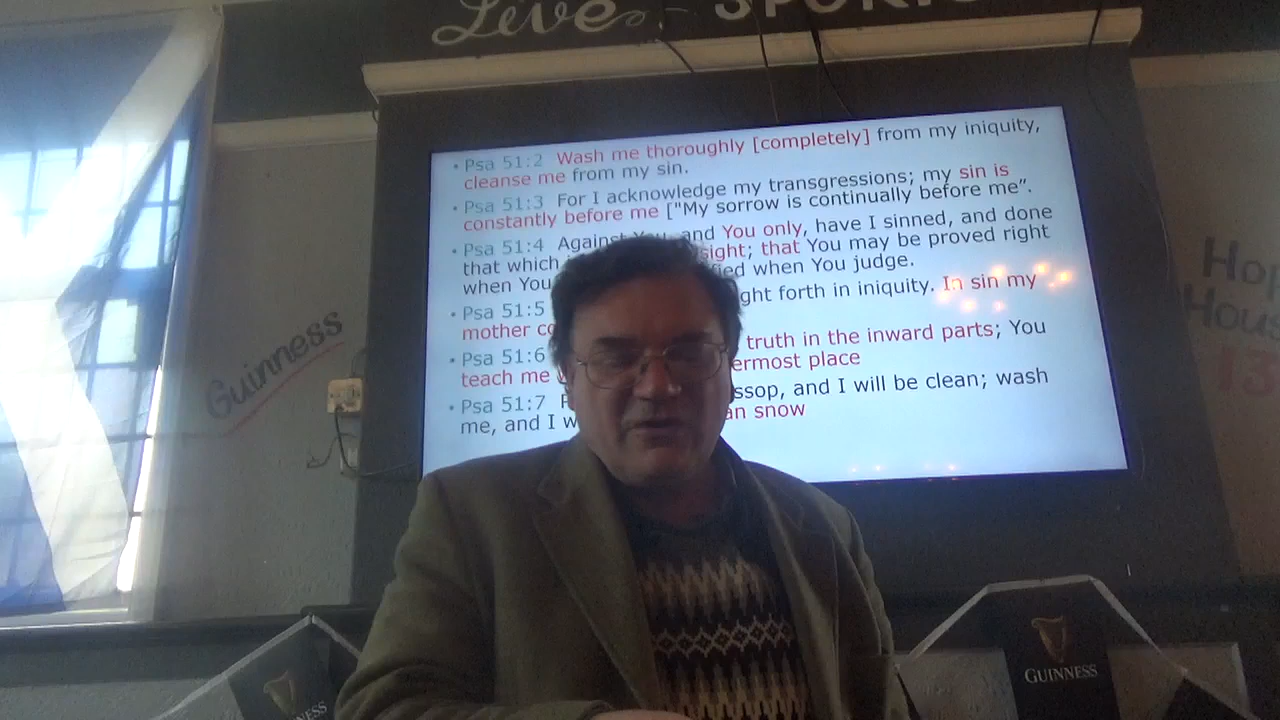 Live SPORTS
• Psa 51:2 Wash me thoroughly [completely] from my iniquity,
cleanse me from my sin.
• Psa 51:3 For I acknowledge my transgressions; my sin is
constantly before me ["My sorrow is continually before me”.
• Psa 51:4 Against You, and You only, have I sinned, and done
that which sight; that You may be proved right
when You when You judge.
• Psa 51:5 forth in iniquity. In sin my
mother
• Psa 51:6 truth in the inward parts; You
teach me place
• Psa 51:7 and I will be clean; wash
me, and I snow
Guinness
GUINNESS